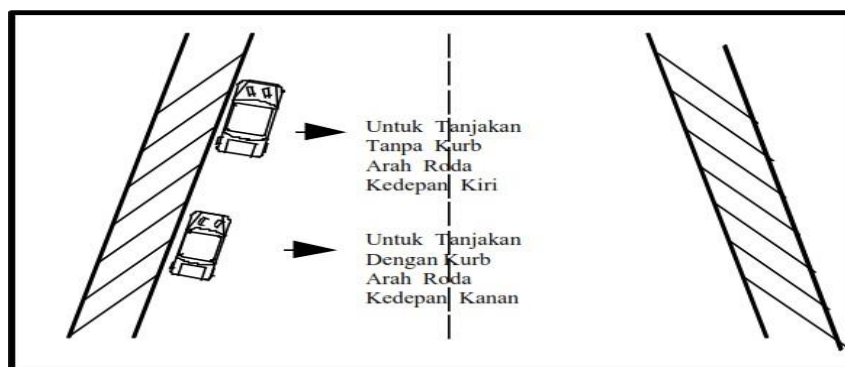 Untuk Tanjakan
Tanpa Kurb
Arah Roda
Kedepan Kiri
Untuk Tanjakan
Dengan Kurb
Arah Roda
Kedepan Kanan